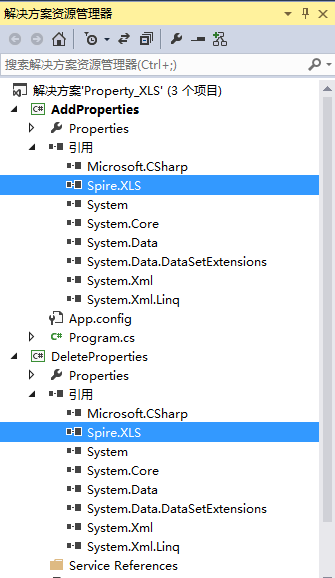 解决方案资源管理器
搜索解决方案资源管理器(Ctrl+;)
解决方案'Property_XLS' (3 个项目)
AddProperties
Properties
引用
Microsoft.CSharp
Spire.XLS
System
System.Core
System.Data
System.Data.DataSetExtensions
System.Xml
System.Xml.Linq
App.config
Program.cs
DeleteProperties
Properties
引用
Microsoft.CSharp
Spire.XLS
System
System.Core
System.Data
System.Data.DataSetExtensions
System.Xml
System.Xml.Linq
Service References